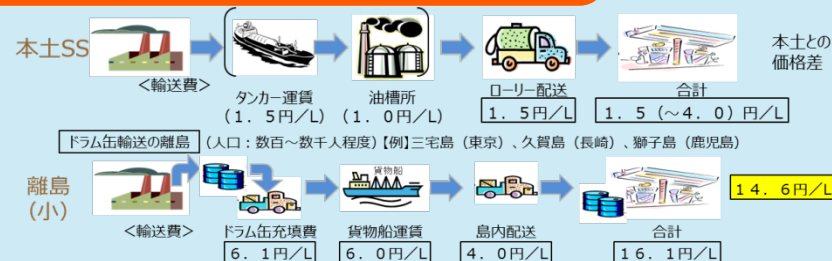 本土SS
<輸送費>
タンカー運賃
(1.5円/L)
油槽所
(1.0円/L)
ローリー配送
1.5円/L
合計
1.5(~4.0)円/L
本土との
価格差
ドラム缶輸送の離島 (人口:数百~数千人程度)【例】三宅島(東京)、久賀島(長崎)、獅子島(鹿児島)
離島
(小)
<輸送費>
ドラム缶充填費
6.1円/L
貨物船
貨物船運賃
6.0円/L
島内配送
4.0円/L
合計
16.1円/L
14.6円/L